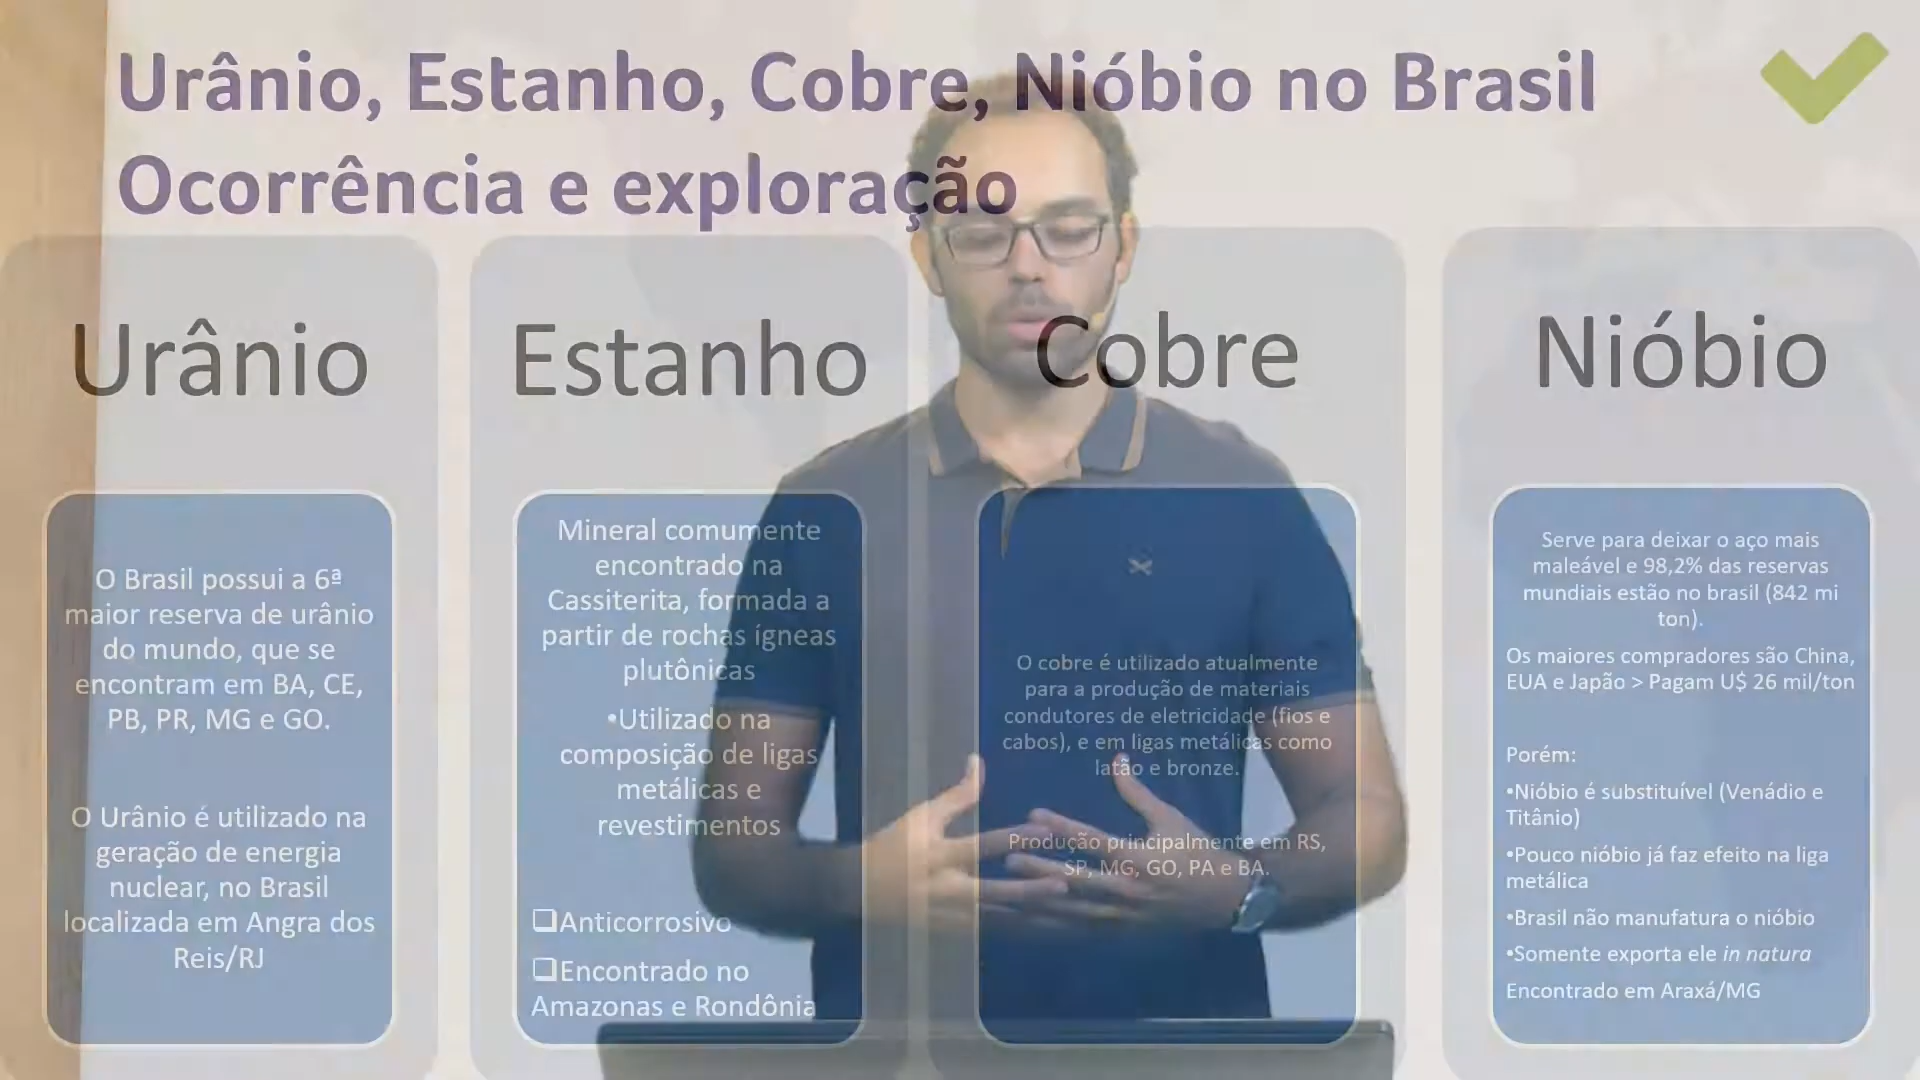 Urânio, Estanho, Cobre, Nióbio no Brasil
Ocorrência e exploração
Urânio
O Brasil possui a 6ª
maior reserva de urânio
do mundo, que se
encontram em BA, CE,
PB, PR, MG e GO.
O Urânio é utilizado na
geração de energia
nuclear, no Brasil
localizada em Angra dos
Reis/RJ
Estanho
Mineral comumente
encontrado na
Cassiterita, formada a
partir de rochas ígneas
plutônicas
•Utilizado na
composição de ligas
metálicas e
revestimentos
❑Anticorrosivo
❑Encontrado no
Amazonas e Rondônia
Cobre
O cobre é utilizado atualmente
para a produção de materiais
condutores de eletricidade (fios e
cabos), e em ligas metálicas como
latão e bronze.
Produção principalmente em RS,
SP, MG, GO, PA e BA.
Nióbio
Serve para deixar o aço mais
maleável e 98,2% das reservas
mundiais estão no brasil (842 mi
ton).
Os maiores compradores são China,
EUA e Japão > Pagam U$ 26 mil/ton
Porém:
•Nióbio é substituível (Venádio e
Titânio)
•Pouco nióbio já faz efeito na liga
metálica
•Brasil não manufatura o nióbio
•Somente exporta ele in natura
Encontrado em Araxá/MG